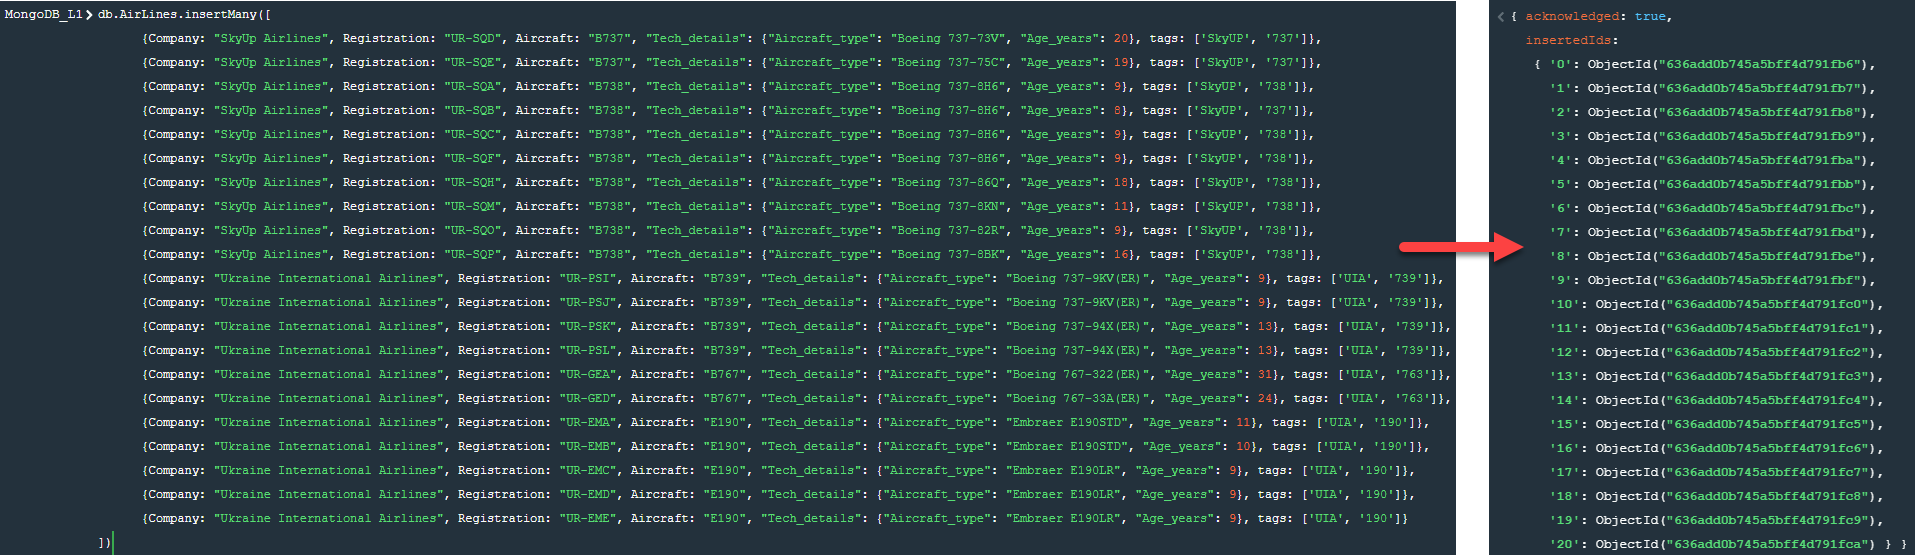 MongoDB_L1> db.AirLines.insertMany([
{Company: "SkyUp Airlines", Registration: "UR-SQD", Aircraft: "B737", "Tech_details": {"Aircraft_type": "Boeing 737-73V", "Age_years": 20}, tags: ['SkyUP', '737']},
{Company: "SkyUp Airlines", Registration: "UR-SQE", Aircraft: "B737", "Tech_details": {"Aircraft_type": "Boeing 737-75C", "Age_years": 19}, tags: ['SkyUP', '737']},
{Company: "SkyUp Airlines", Registration: "UR-SQA", Aircraft: "B738", "Tech_details": {"Aircraft_type": "Boeing 737-8H6", "Age_years": 9}, tags: ['SkyUP', '738']},
{Company: "SkyUp Airlines", Registration: "UR-SQB", Aircraft: "B738", "Tech_details": {"Aircraft_type": "Boeing 737-8H6", "Age_years": 8}, tags: ['SkyUP', '737']},
{Company: "SkyUp Airlines", Registration: "UR-SQC", Aircraft: "B738", "Tech_details": {"Aircraft_type": "Boeing 737-8H6", "Age_years": 9}, tags: ['SkyUP', '738']},
{Company: "SkyUp Airlines", Registration: "UR-SQF", Aircraft: "B738", "Tech_details": {"Aircraft_type": "Boeing 737-8H6", "Age_years": 9}, tags: ['SkyUP', '738']},
{Company: "SkyUp Airlines", Registration: "UR-SQH", Aircraft: "B738", "Tech_details": {"Aircraft_type": "Boeing 737-86Q", "Age_years": 18}, tags: ['SkyUP', '738']},
{Company: "SkyUp Airlines", Registration: "UR-SQM", Aircraft: "B738", "Tech_details": {"Aircraft_type": "Boeing 737-8KN", "Age_years": 11}, tags: ['SkyUP', '738']},
{Company: "SkyUp Airlines", Registration: "UR-SQO", Aircraft: "B738", "Tech_details": {"Aircraft_type": "Boeing 737-82R", "Age_years": 9}, tags: ['SkyUP', '738']},
{Company: "SkyUp Airlines", Registration: "UR-SQP", Aircraft: "B738", "Tech_details": {"Aircraft_type": "Boeing 737-8BK", "Age_years": 16}, tags: ['SkyUP', '738']},
{Company: "Ukraine International Airlines", Registration: "UR-PSI", Aircraft: "B739", "Tech_details": {"Aircraft_type": "Boeing 737-9KV(ER)", "Age_years": 9}, tags: ['UIA', '739']},
{Company: "Ukraine International Airlines", Registration: "UR-PSJ", Aircraft: "B739", "Tech_details": {"Aircraft_type": "Boeing 737-9KV(ER)", "Age_years": 9}, tags: ['UIA', '739']},
{Company: "Ukraine International Airlines", Registration: "UR-PSK", Aircraft: "B739", "Tech_details": {"Aircraft_type": "Boeing 737-94X(ER)", "Age_years": 13}, tags: ['UIA', '739']},
{Company: "Ukraine International Airlines", Registration: "UR-PSL", Aircraft: "B739", "Tech_details": {"Aircraft_type": "Boeing 737-94X(ER)", "Age_years": 13}, tags: ['UIA', '739']},
{Company: "Ukraine International Airlines", Registration: "UR-GEA", Aircraft: "B767", "Tech_details": {"Aircraft_type": "Boeing 767-322(ER)", "Age_years": 31}, tags: ['UIA', '763']},
{Company: "Ukraine International Airlines", Registration: "UR-GED", Aircraft: "B767", "Tech_details": {"Aircraft_type": "Boeing 767-33A(ER)", "Age_years": 24}, tags: ['UIA', '763']},
{Company: "Ukraine International Airlines", Registration: "UR-EMA", Aircraft: "E190", "Tech_details": {"Aircraft_type": "Embraer E190STD", "Age_years": 11}, tags: ['UIA', '190']},
{Company: "Ukraine International Airlines", Registration: "UR-EMB", Aircraft: "E190", "Tech_details": {"Aircraft_type": "Embraer E190STD", "Age_years": 10}, tags: ['UIA', '190']},
{Company: "Ukraine International Airlines", Registration: "UR-EMC", Aircraft: "E190", "Tech_details": {"Aircraft_type": "Embraer E190LR", "Age_years": 9}, tags: ['UIA', '190']},
{Company: "Ukraine International Airlines", Registration: "UR-EMD", Aircraft: "E190", "Tech_details": {"Aircraft_type": "Embraer E190LR", "Age_years": 9}, tags: ['UIA', '190']},
{Company: "Ukraine International Airlines", Registration: "UR-EME", Aircraft: "E190", "Tech_details": {"Aircraft_type": "Embraer E190LR", "Age_years": 9}, tags: ['UIA', '190']}
])
< { acknowledged: true,
insertedIds:
{ '0': ObjectId("636add0b745a5bff4d791fb6"),
'1': ObjectId("636add0b745a5bff4d791fb7"),
'2': ObjectId("636add0b745a5bff4d791fb8"),
'3': ObjectId("636add0b745a5bff4d791fb9"),
'4': ObjectId("636add0b745a5bff4d791fba"),
'5': ObjectId("636add0b745a5bff4d791fbb"),
'6': ObjectId("636add0b745a5bff4d791fbc"),
'7': ObjectId("636add0b745a5bff4d791fbd"),
'8': ObjectId("636add0b745a5bff4d791fbe"),
'9': ObjectId("636add0b745a5bff4d791fbf"),
'10': ObjectId("636add0b745a5bff4d791fc0"),
'11': ObjectId("636add0b745a5bff4d791fc1"),
'12': ObjectId("636add0b745a5bff4d791fc2"),
'13': ObjectId("636add0b745a5bff4d791fc3"),
'14': ObjectId("636add0b745a5bff4d791fc4"),
'15': ObjectId("636add0b745a5bff4d791fc5"),
'16': ObjectId("636add0b745a5bff4d791fc6"),
'17': ObjectId("636add0b745a5bff4d791fc7"),
'18': ObjectId("636add0b745a5bff4d791fc8"),
'19': ObjectId("636add0b745a5bff4d791fc9"),
'20': ObjectId("636add0b745a5bff4d791fca") } }